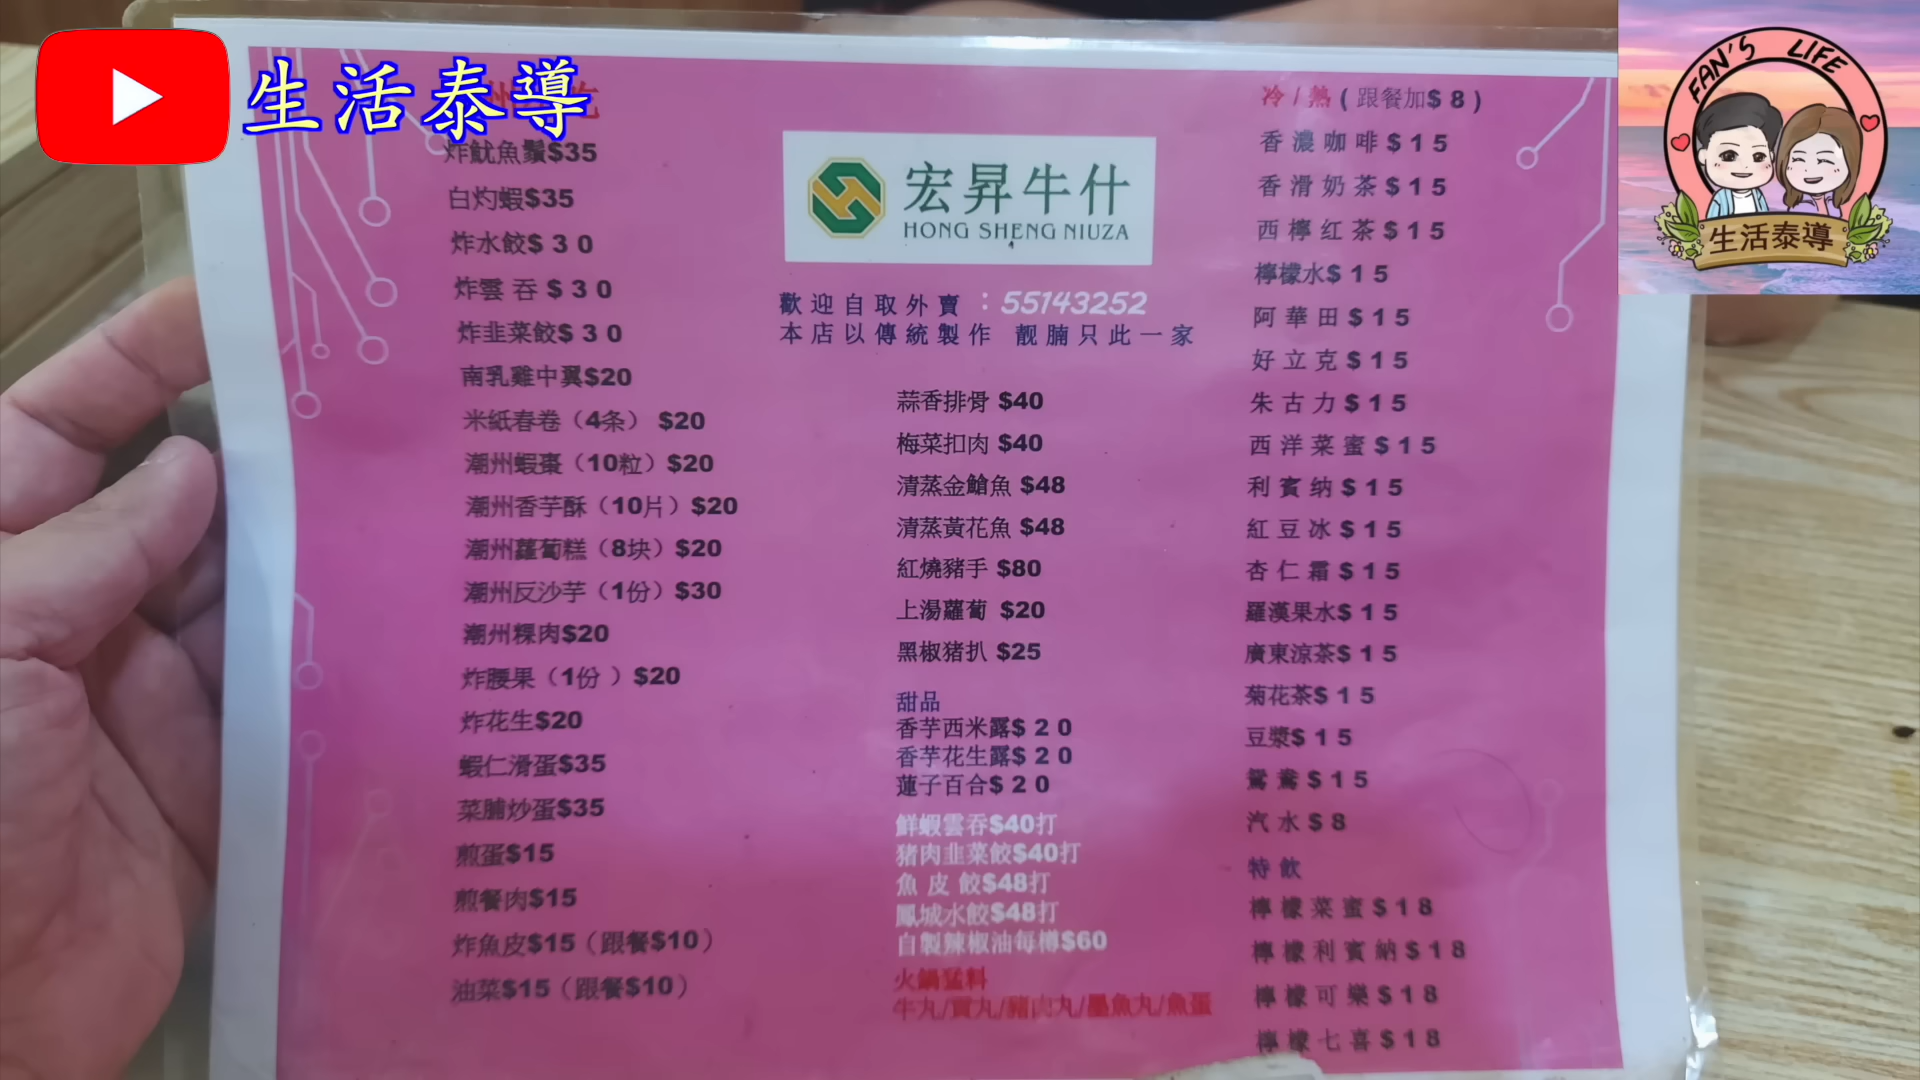 生活泰導
炸魷魚鬚$35
白灼蝦$35
炸水餃$30
炸雲吞$30
炸韭菜餃$30
南乳雞中翼$20
米紙春卷（4条） $20
潮州蝦棗（10粒）$20
潮州香芋酥（10片）$20
潮州蘿蔔糕（8块）$20
潮州反沙芋（1份）$30
潮州粿肉$20
炸腰果（1份 ）$20
炸花生$20
蝦仁滑蛋$35
菜脯炒蛋$35
煎蛋$15
煎餐肉$15
炸魚皮$15（跟餐$10）
油菜$15（跟餐$10）
宏昇牛什
HONG SHENG NIUZA
歡迎自取外賣：55143252
本店以傳統製作 靚腩只此一家
蒜香排骨 $40
梅菜扣肉 $40
清蒸金鯧魚 $48
清蒸黃花魚 $48
紅燒豬手 $80
上湯蘿蔔 $20
黑椒猪扒 $25
甜品
香芋西米露$20
香芋花生露$20
蓮子百合$20
鮮蝦雲吞$40打
猪肉韭菜餃$40打
魚皮餃$48打
鳳城水餃$48打
自製辣椒油每樽$60
火鍋猛料
牛丸/貢丸/豬肉丸/墨魚丸/魚蛋
冷/熱(跟餐加$8)
香濃咖啡$15
香滑奶茶$15
西檸红茶$15
檸檬水$15
阿華田$15
好立克$15
朱古力$15
西洋菜蜜$15
利賓纳$15
紅豆冰$15
杏仁霜$15
羅漢果水$15
廣東涼茶$15
菊花茶$15
豆漿$15
鴛鴦$15
汽水$8
特飲
檸檬菜蜜$18
檸檬利賓納$18
檸檬可樂$18
檸檬七喜$18
FAN'S LIFE
生活泰導